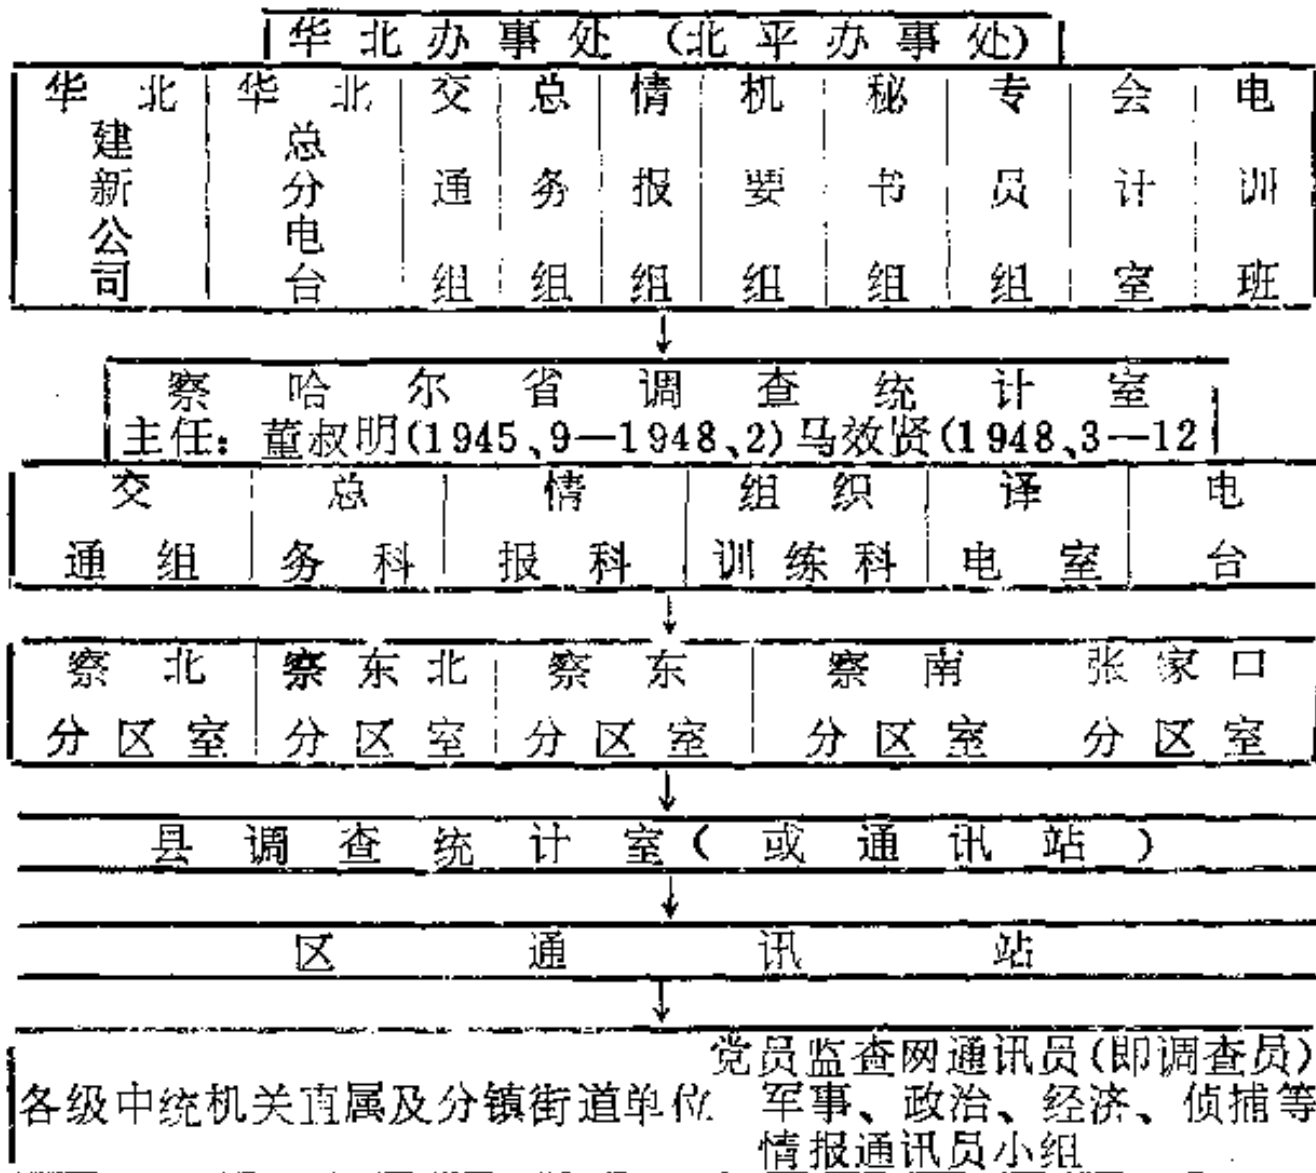 华北办事处(北平办事处)
华北建新公司
华北总分电台
交通组
总务组
情报组
机要组
秘书组
专员组
会计室
电训班
察哈尔省调查统计室
主任：董叔明(1945、9—1948、2)马效贤(1948、3—12
交通组
总务科
情报科
组织训练科
译电室
电台
察北分区室
察东北分区室
察东分区室
察南分区室
张家口分区室
县调查统计室(或通讯站)
区通讯站
各级中统机关直属及分镇街道单位
党员监查网通讯员(即调查员)
军事、政治、经济、侦捕等
情报通讯员小组